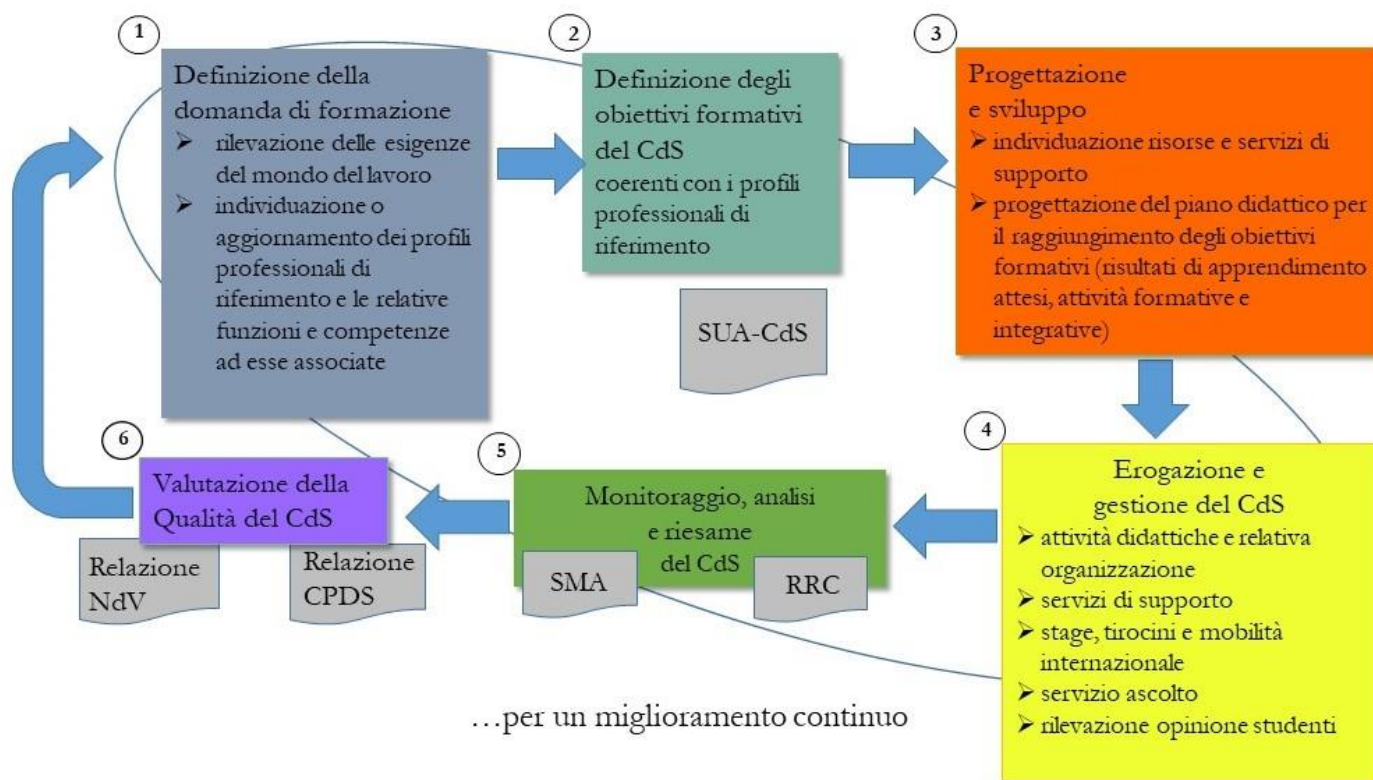 1
Definizione della
domanda di formazione
➢ rilevazione delle esigenze
del mondo del lavoro
➢ individuazione o
aggiornamento dei profili
professionali di
riferimento e le relative
funzioni e competenze
ad esse associate
2
Definizione degli
obiettivi formativi
del CdS
coerenti con i profili
professionali di
riferimento
SUA-CdS
3
Progettazione
e sviluppo
➢ individuazione risorse e servizi di
supporto
➢ progettazione del piano didattico per
il raggiungimento degli obiettivi
formativi (risultati di apprendimento
attesi, attività formative e
integrative)
4
Erogazione e
gestione del CdS
➢ attività didattiche e relativa
organizzazione
➢ servizi di supporto
➢ stage, tirocini e mobilità
internazionale
➢ servizio ascolto
➢ rilevazione opinione studenti
5
Monitoraggio, analisi
e riesame
del CdS
SMA
RRC
6
Valutazione della
Qualità del CdS
Relazione
NdV
Relazione
CPDS
…per un miglioramento continuo